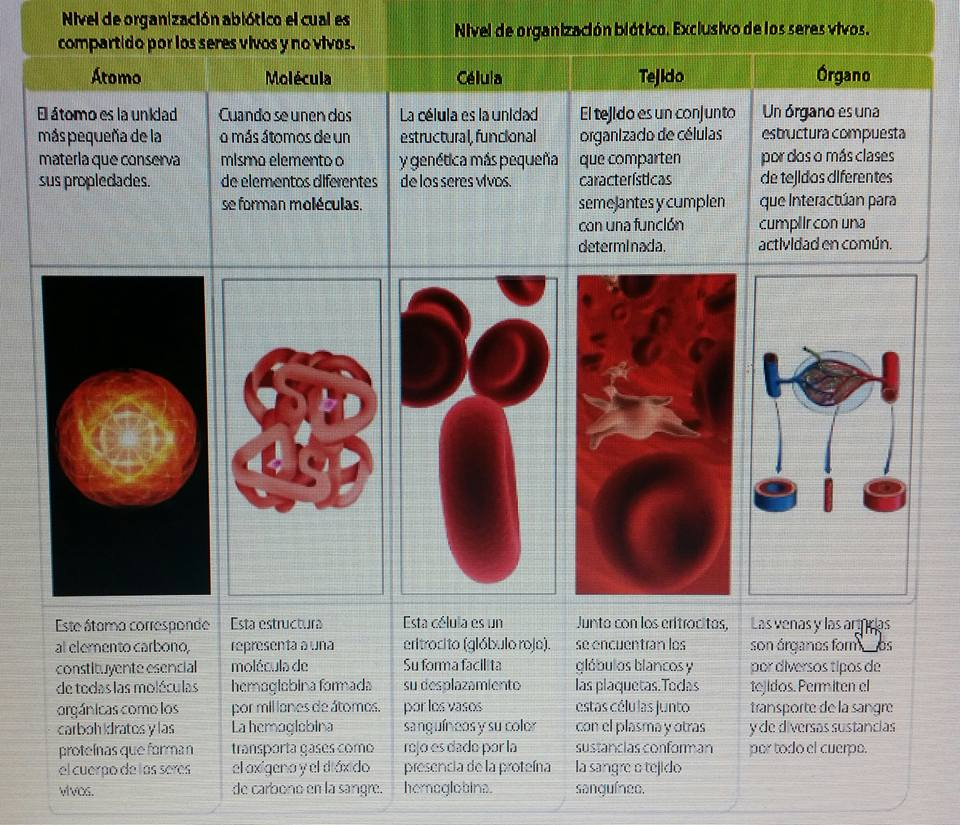 Nivel de organización abiótico el cual es
compartido por los seres vivos y no vivos.
Nivel de organización biótico. Exclusivo de los seres vivos.
Átomo
Molécula
Célula
Tejido
Órgano
El átomo es la unidad
más pequeña de la
materia que conserva
sus propiedades.
Cuando se unen dos
o más átomos de un
mismo elemento o
de elementos diferentes
se forman moléculas.
La célula es la unidad
estructural, funcional
y genética más pequeña
de los seres vivos.
El tejido es un conjunto
organizado de células
que comparten
características
semejantes y cumplen
con una función
determinada.
Un órgano es una
estructura compuesta
por dos o más clases
de tejidos diferentes
que interactúan para
cumplir con una
actividad en común.
Este átomo corresponde
al elemento carbono,
constituyente esencial
de todas las moléculas
orgánicas como los
carbohidratos y las
proteínas que forman
el cuerpo de los seres
vivos.
Esta estructura
representa a una
molécula de
hemoglobina formada
por millones de átomos.
La hemoglobina
transporta gases como
el oxígeno y el dióxido
de carbono en la sangre.
Esta célula es un
eritrocito (glóbulo rojo).
Su forma facilita
su desplazamiento
por los vasos
sanguíneos y su color
rojo es dado por la
presencia de la proteína
hemoglobina.
Junto con los eritrocitos,
se encuentran los
glóbulos blancos y
las plaquetas. Todas
estas células junto
con el plasma y otras
sustancias conforman
la sangre o tejido
sanguíneo.
Las venas y las
son órganos
por diversos tipos de
tejidos. Permiten el
transporte de la sangre
y de diversas sustancias
por todo el cuerpo.